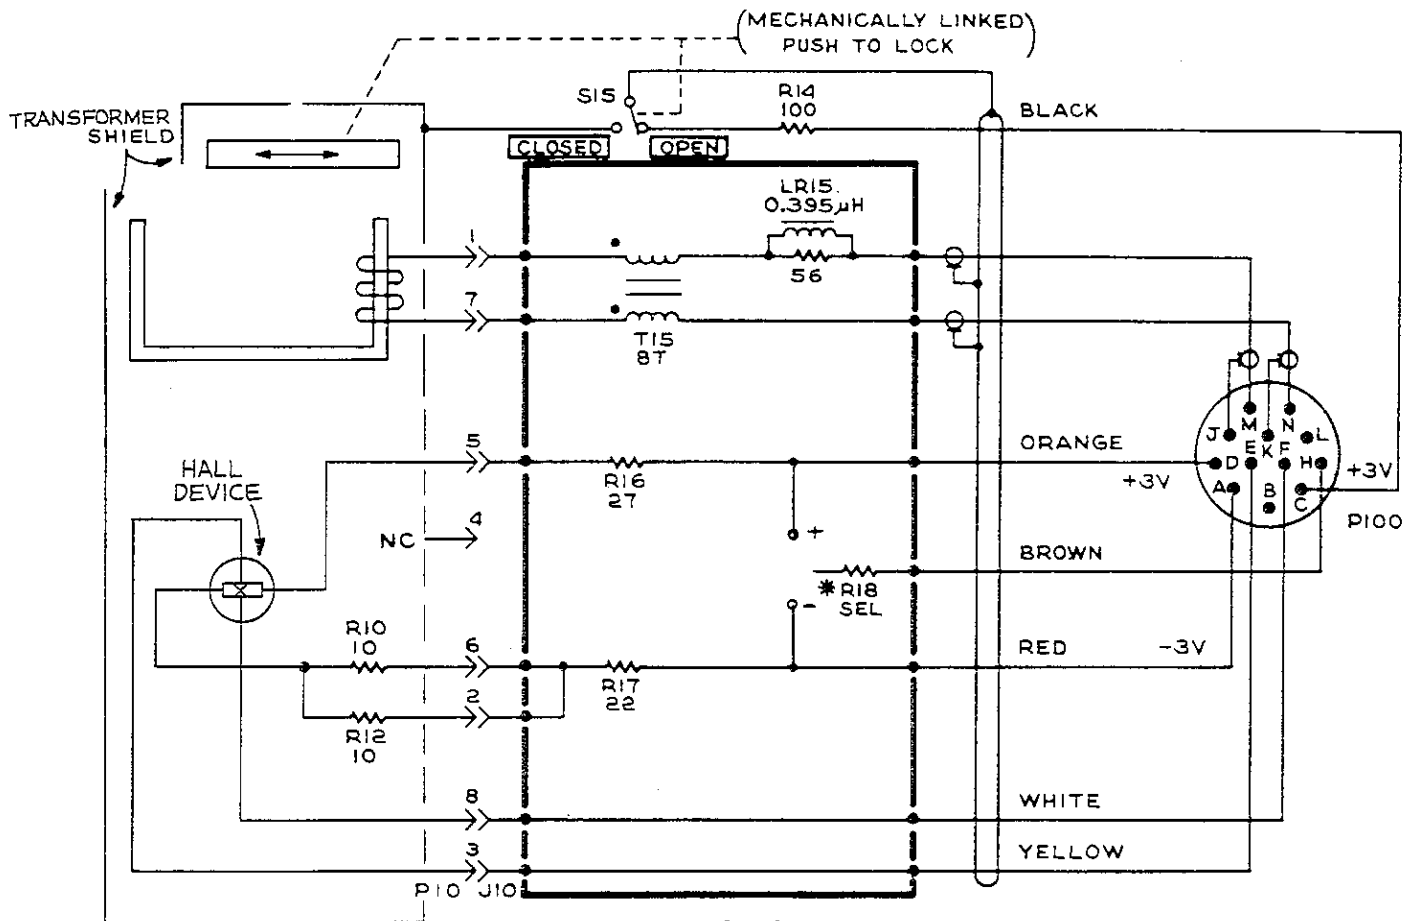 (MECHANICALLY LINKED)
PUSH TO LOCK
TRANSFORMER
SHIELD
S15
R14
100
BLACK
CLOSED
OPEN
LR15
0.395µH
56
1
7
T15
8T
J
M
N
L
K
D
E
F
H
A
B
C
+3V
+3V
P100
ORANGE
5
R16
27
HALL
DEVICE
NC
4
+
BROWN
* R18
SEL
-
R10
10
6
RED
-3V
R17
22
2
R12
10
8
WHITE
3
YELLOW
P10 J10